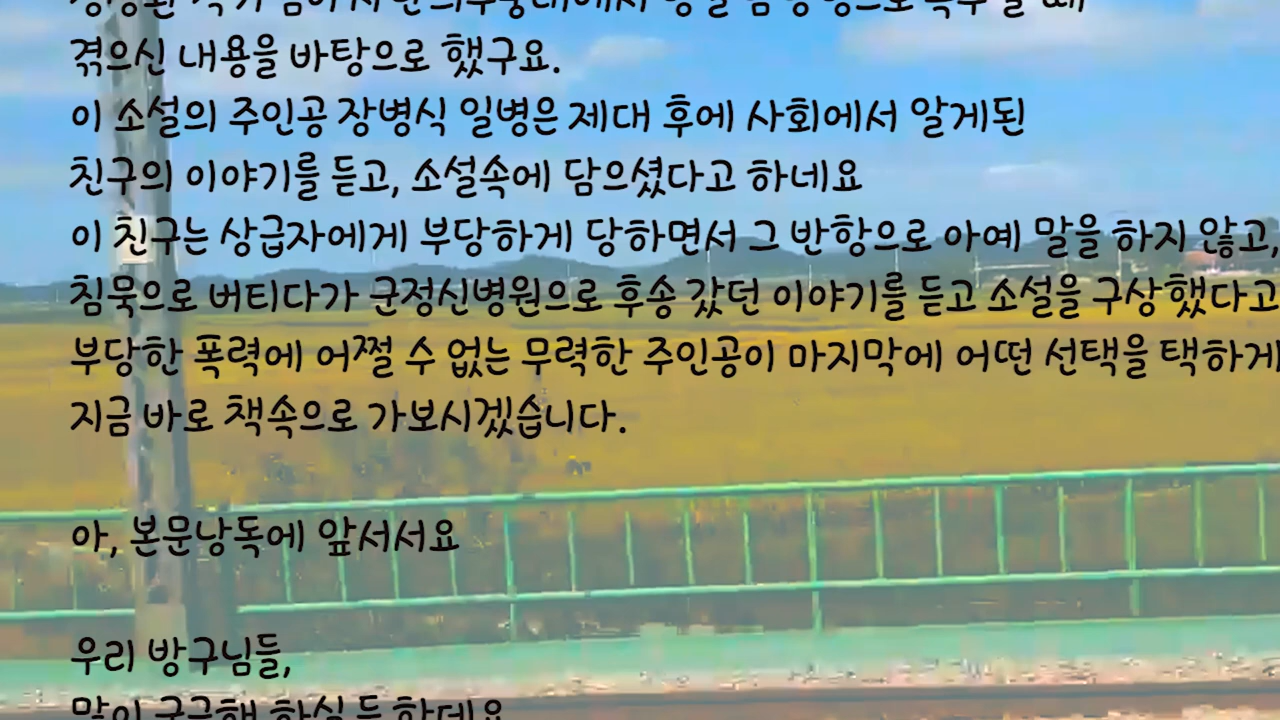 겪으신 내용을 바탕으로 했구요.
이 소설의 주인공 장병식 일병은 제대 후에 사회에서 알게된
친구의 이야기를 듣고, 소설속에 담으셨다고 하네요
이 친구는 상급자에게 부당하게 당하면서 그 반항으로 아예 말을 하지 않고,
침묵으로 버티다가 군정신병원으로 후송 갔던 이야기를 듣고 소설을 구상했다고
부당한 폭력에 어쩔 수 없는 무력한 주인공이 마지막에 어떤 선택을 택하게
지금 바로 책속으로 가보시겠습니다.
아, 본문낭독에 앞서서요
우리 방구님들,